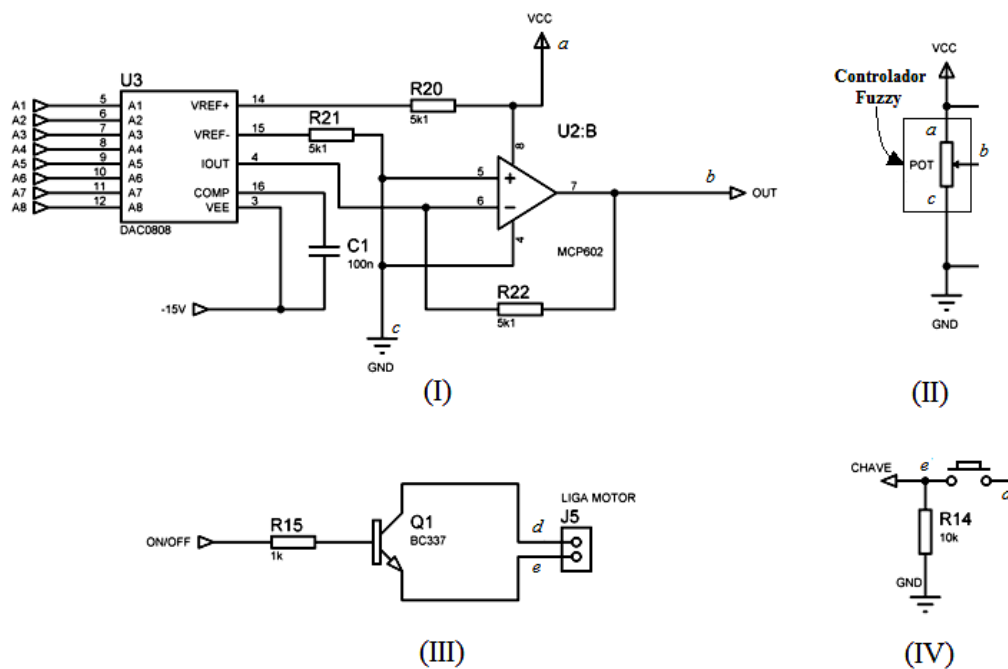 VCC
a
U3
A1 5 A1 VREF+ 14 R20
5k1
A2 6 A2
A3 7 A3 VREF- 15 R21
5k1
A4 8 A4
A5 9 A5 IOUT 4
A6 10 A6
A7 11 A7 COMP 16
A8 12 A8 VEE 3
DAC0808
U2:B
8
5 +
6 −
7
b
OUT
4
MCP602
C1
100n
R22
5k1
-15V
c
GND
(I)
VCC
Controlador
Fuzzy
a
b
POT
c
GND
(II)
ON/OFF
R15
1k
Q1
BC337
LIGA MOTOR
J5
d
e
(III)
CHAVE
e
d
R14
10k
GND
(IV)